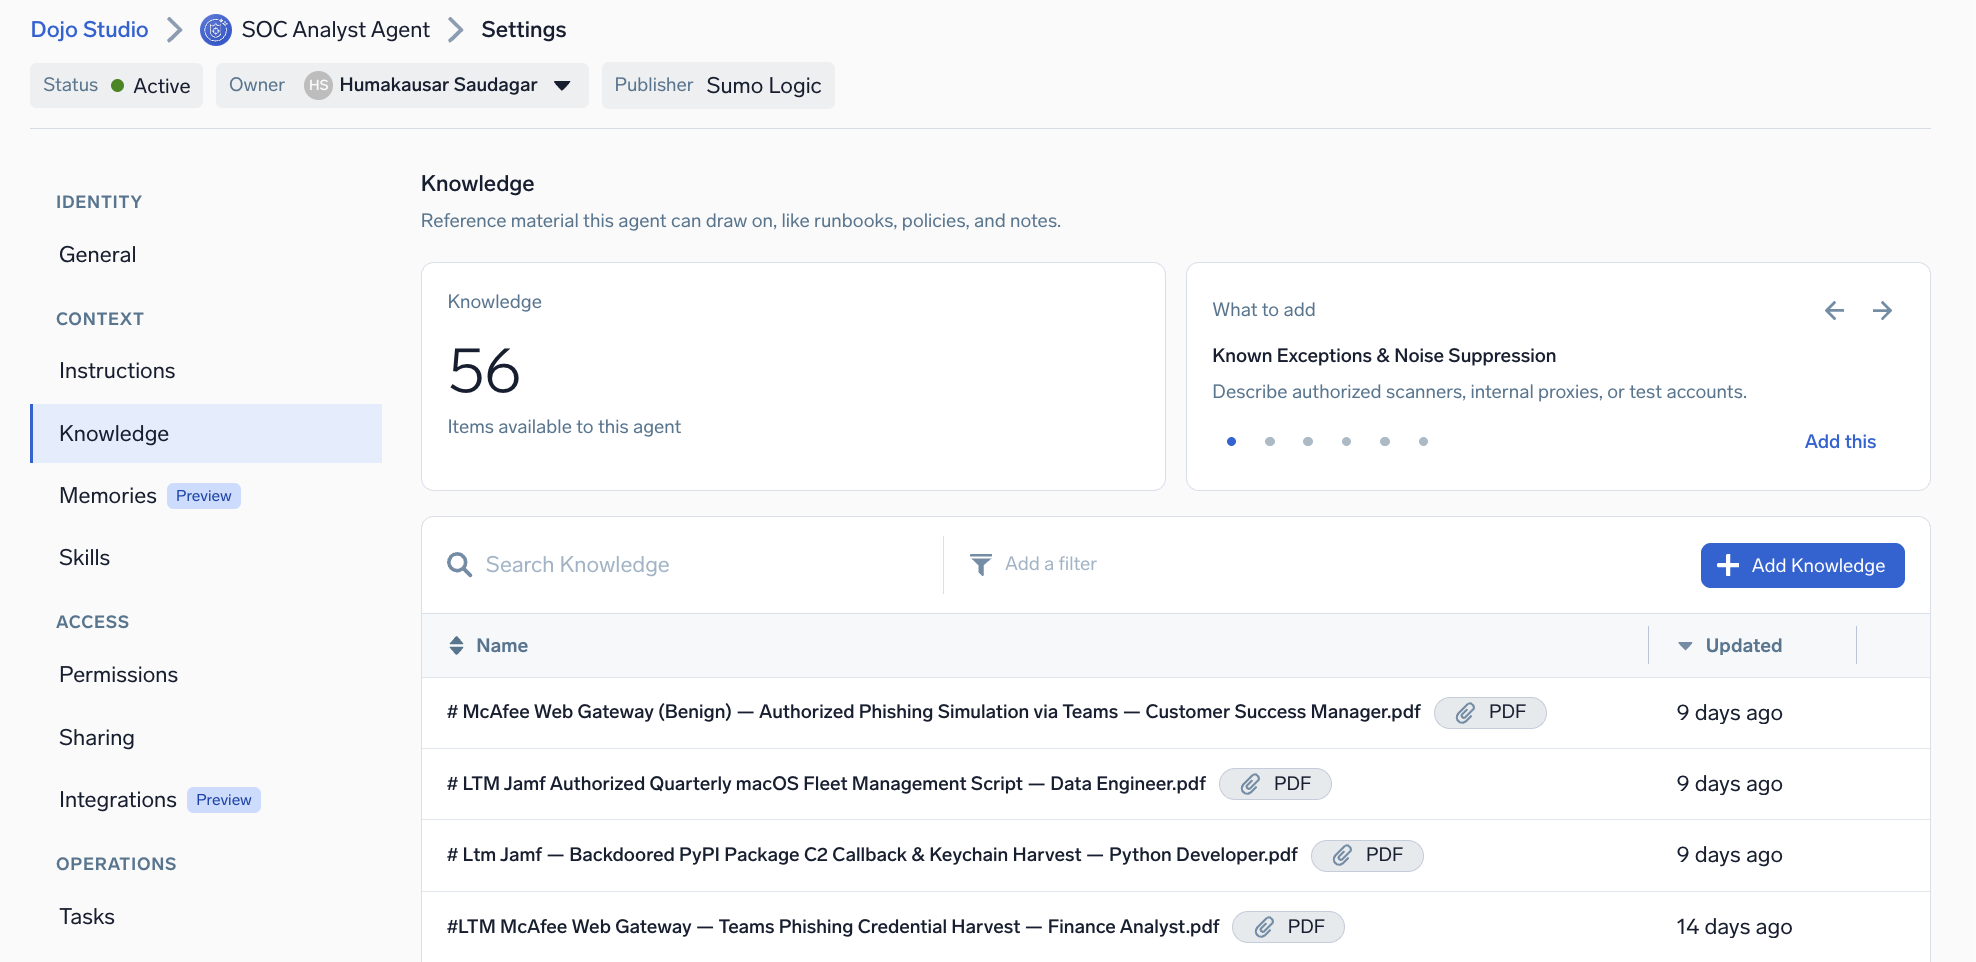 Dojo Studio SOC Analyst Agent Settings
Status Active Owner HS Humakausar Saudagar Publisher Sumo Logic
IDENTITY
General
CONTEXT
Instructions
Knowledge
Memories Preview
Skills
ACCESS
Permissions
Sharing
Integrations Preview
OPERATIONS
Tasks
Knowledge
Reference material this agent can draw on, like runbooks, policies, and notes.
Knowledge
56
Items available to this agent
What to add
Known Exceptions & Noise Suppression
Describe authorized scanners, internal proxies, or test accounts.
Add this
Search Knowledge Add a filter Add Knowledge
Name Updated
# McAfee Web Gateway (Benign) — Authorized Phishing Simulation via Teams — Customer Success Manager.pdf PDF 9 days ago
# LTM Jamf Authorized Quarterly macOS Fleet Management Script — Data Engineer.pdf PDF 9 days ago
# Ltm Jamf — Backdoored PyPI Package C2 Callback & Keychain Harvest — Python Developer.pdf PDF 9 days ago
#LTM McAfee Web Gateway — Teams Phishing Credential Harvest — Finance Analyst.pdf PDF 14 days ago